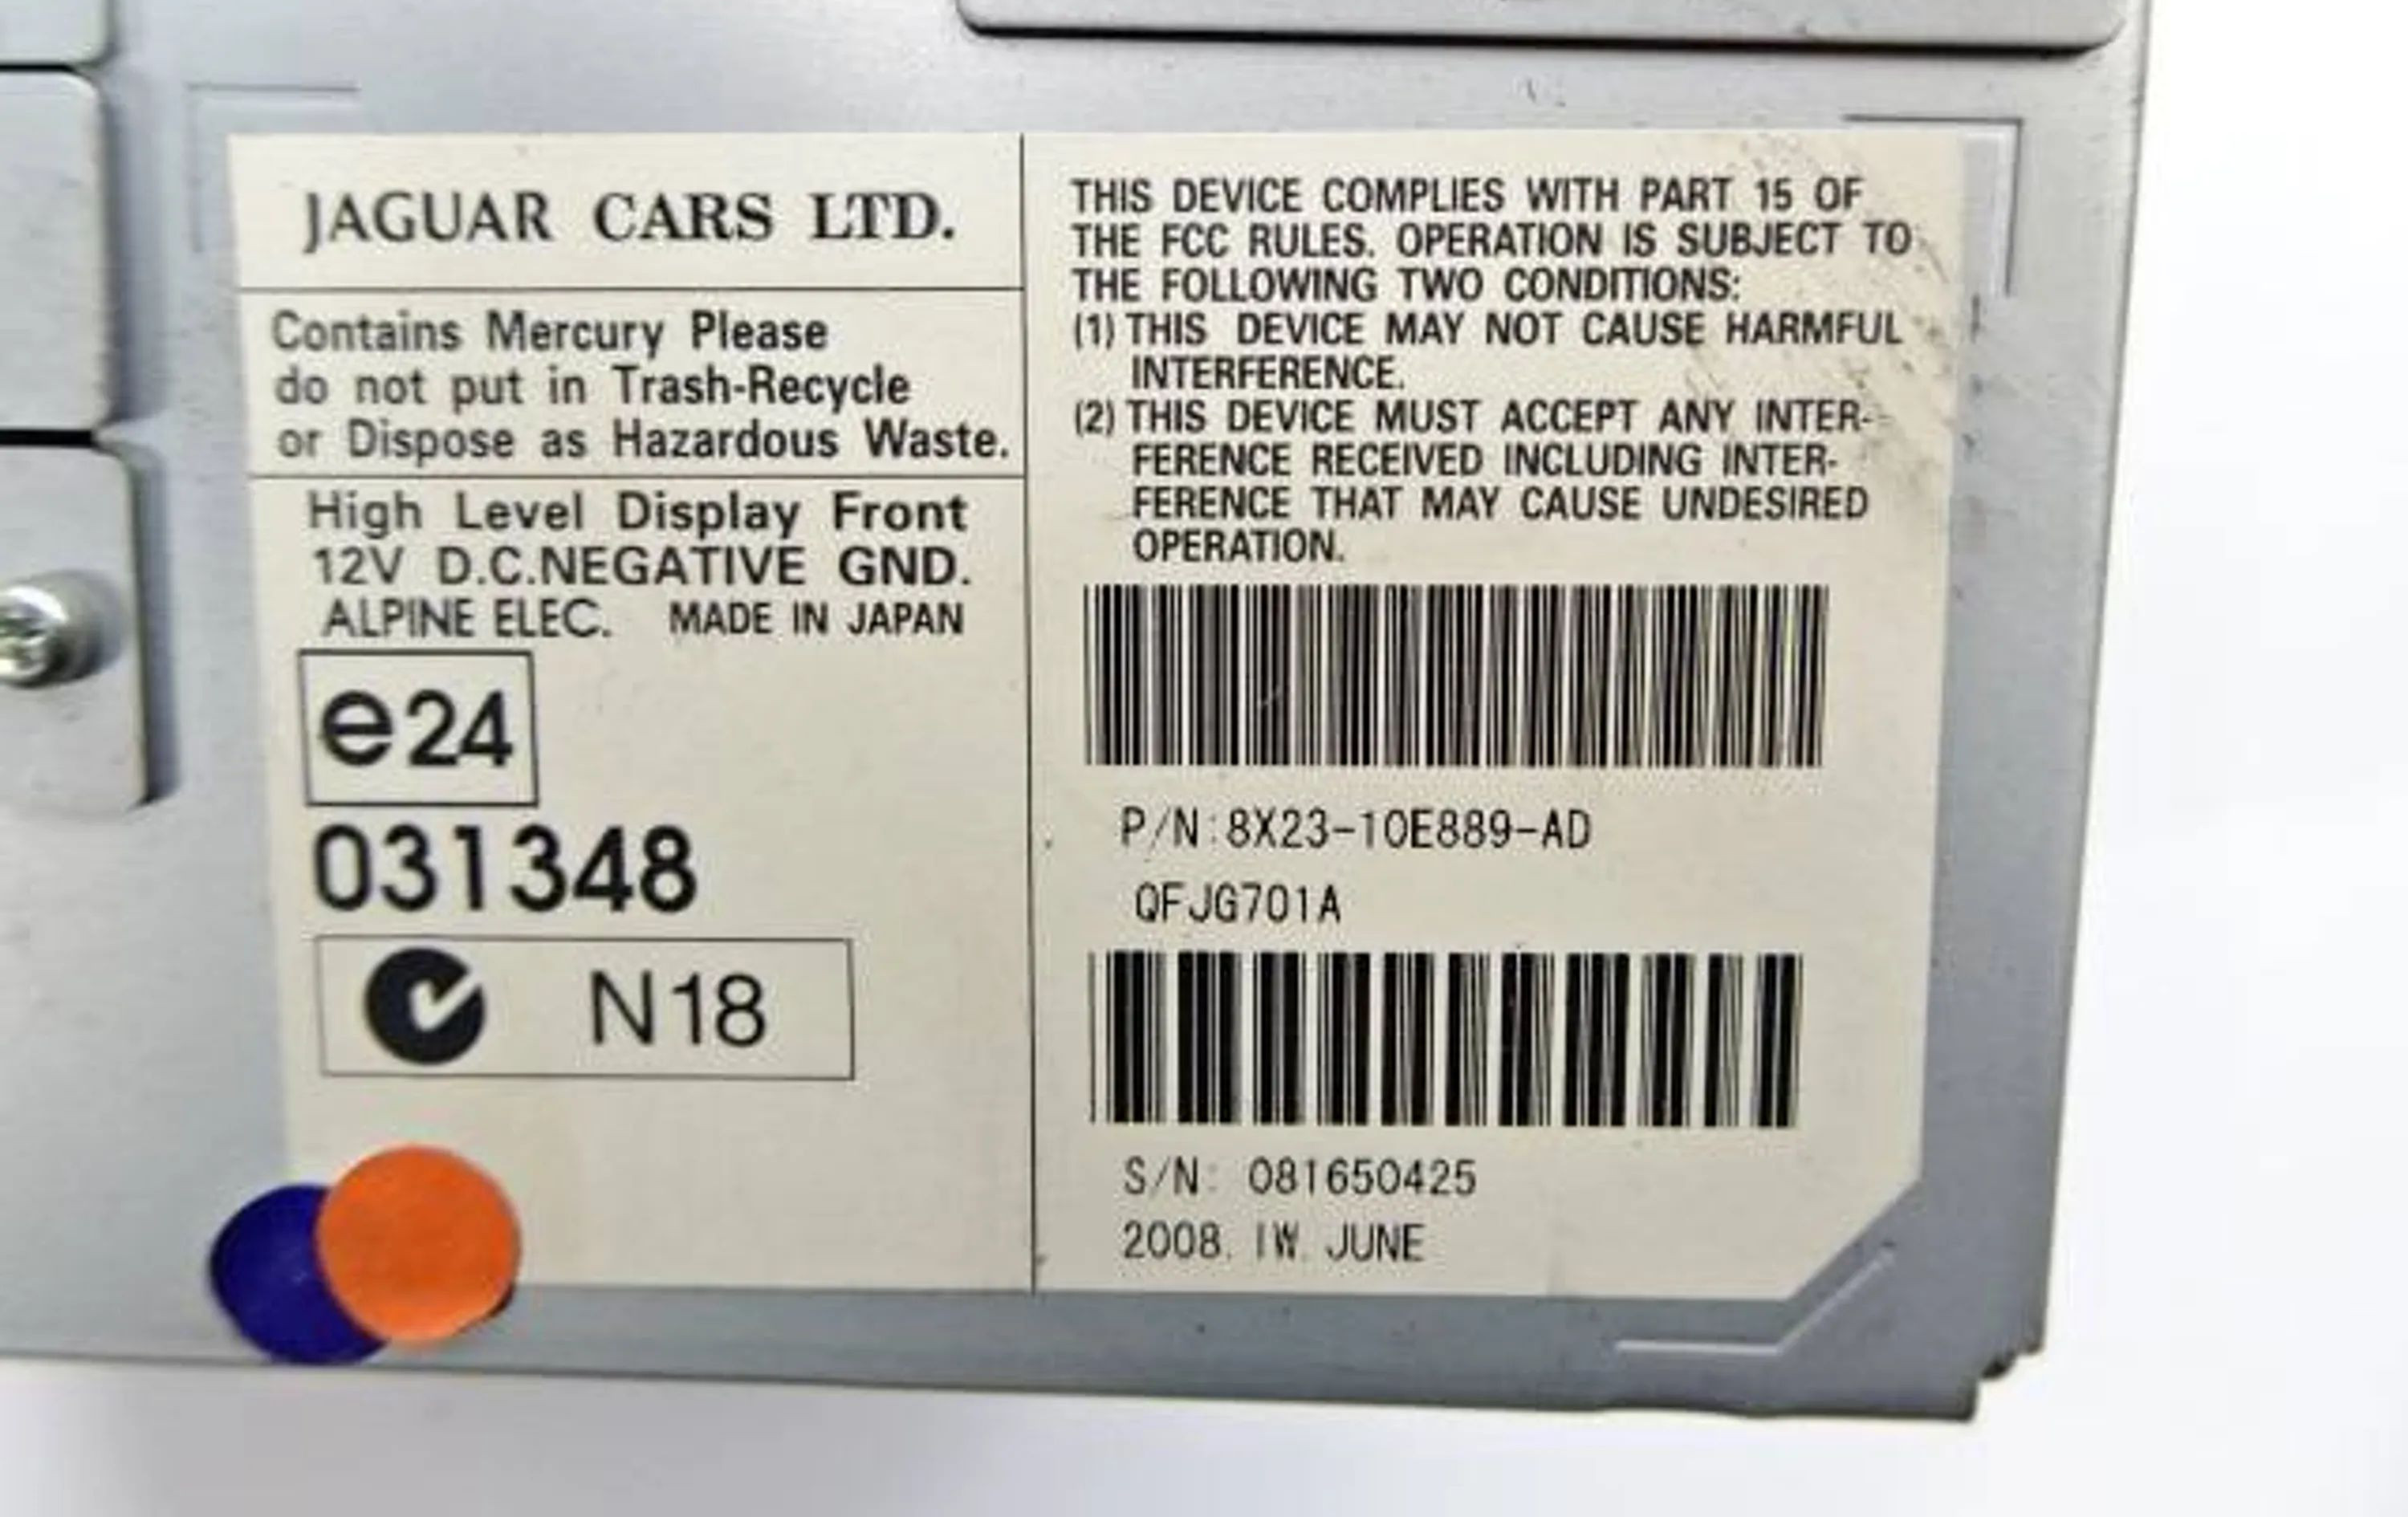 JAGUAR CARS LTD.
Contains Mercury Please
do not put in Trash-Recycle
or Dispose as Hazardous Waste.
High Level Display Front
12V D.C.NEGATIVE GND.
ALPINE ELEC. MADE IN JAPAN
e24
031348
N18
THIS DEVICE COMPLIES WITH PART 15 OF
THE FCC RULES. OPERATION IS SUBJECT TO
THE FOLLOWING TWO CONDITIONS:
(1) THIS DEVICE MAY NOT CAUSE HARMFUL
INTERFERENCE.
(2) THIS DEVICE MUST ACCEPT ANY INTER-
FERENCE RECEIVED INCLUDING INTER-
FERENCE THAT MAY CAUSE UNDESIRED
OPERATION.
P/N:8X23-10E889-AD
QFJG701A
S/N: 081650425
2008. 1W. JUNE